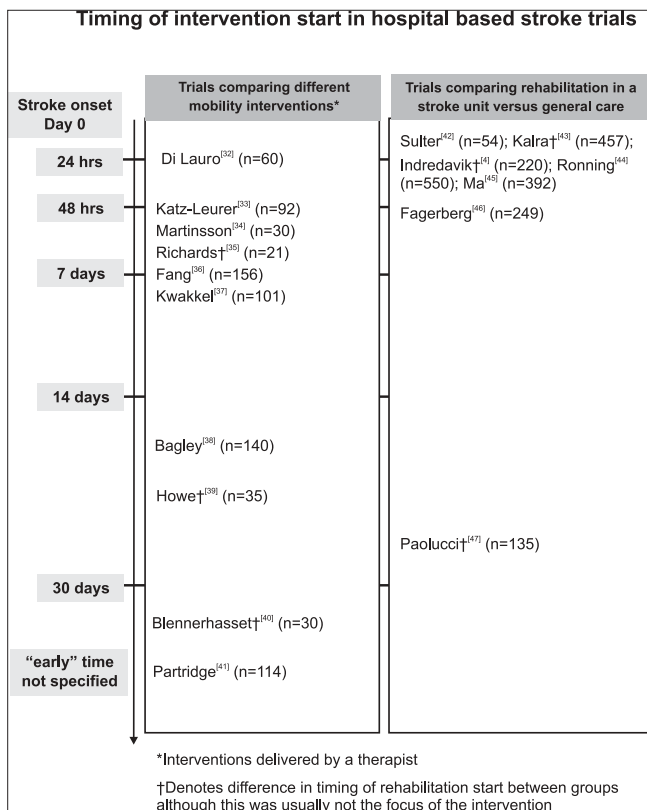 Timing of intervention start in hospital based stroke trials
Trials comparing different
mobility interventions*
Trials comparing rehabilitation in a
stroke unit versus general care
Stroke onset
Day 0
24 hrs
48 hrs
7 days
14 days
30 days
“early” time
not specified
Di Lauro[32] (n=60)
Katz-Leurer[33] (n=92)
Martinsson[34] (n=30)
Richards†[35] (n=21)
Fang[36] (n=156)
Kwakkel[37] (n=101)
Bagley[38] (n=140)
Howe†[39] (n=35)
Blennerhasset†[40] (n=30)
Partridge[41] (n=114)
Sulter[42] (n=54); Kalra†[43] (n=457);
Indredavik†[4] (n=220); Ronning[44]
(n=550); Ma[45] (n=392)
Fagerberg[46] (n=249)
Paolucci†[47] (n=135)
*Interventions delivered by a therapist
†Denotes difference in timing of rehabilitation start between groups
although this was usually not the focus of the intervention